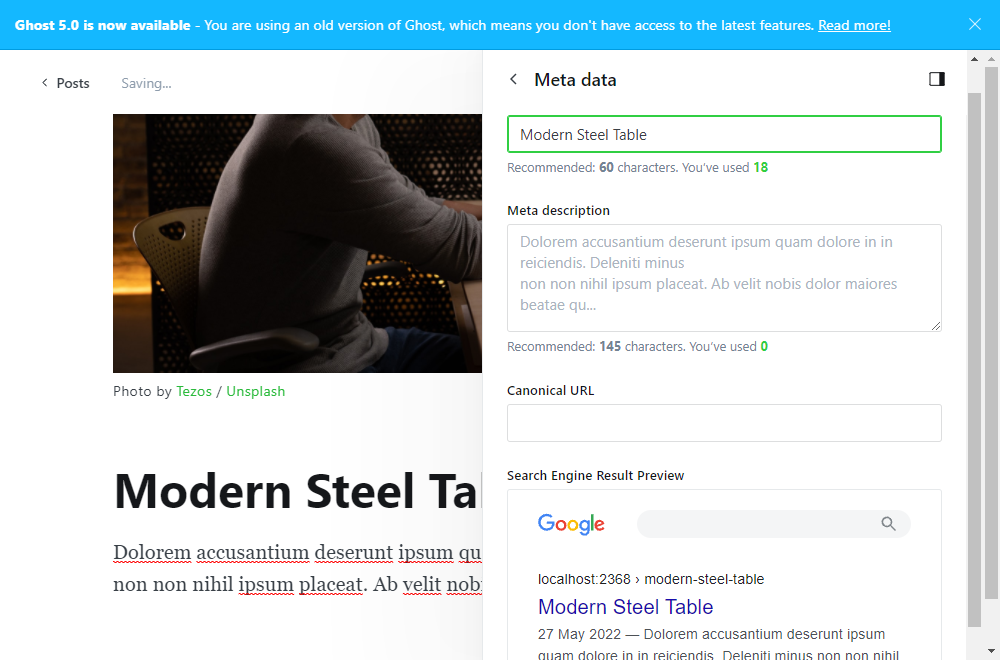 Ghost 5.0 is now available - You are using an old version of Ghost, which means you don't have access to the latest features. Read more!
Posts
Saving...
Photo by Tezos / Unsplash
Modern Steel Ta
Dolorem accusantium deserunt ipsum qu
non non nihil ipsum placeat. Ab velit nobi
Meta data
Modern Steel Table
Recommended: 60 characters. You've used 18
Meta description
Dolorem accusantium deserunt ipsum quam dolore in in
reiciendis. Deleniti minus
non non nihil ipsum placeat. Ab velit nobis dolor maiores
beatae qu...
Recommended: 145 characters. You've used 0
Canonical URL
Search Engine Result Preview
Google
localhost:2368 › modern-steel-table
Modern Steel Table
27 May 2022 — Dolorem accusantium deserunt ipsum
quam dolore in in reiciendis. Deleniti minus non non nihil